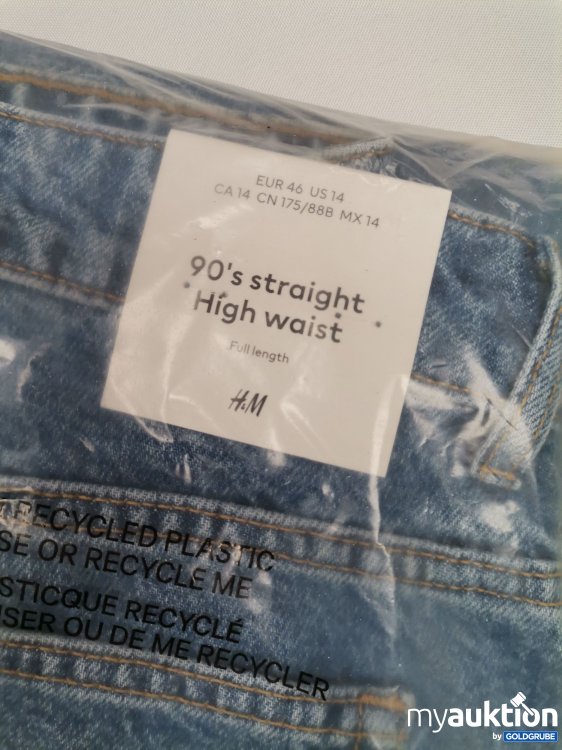 EUR 46 US 14
CA 14 CN 175/88B MX 14
90's straight
High waist
Full length
H&M
RECYCLED PLASTIC
SE OR RECYCLE ME
STICQUE RECYCLÉ
ISER OU DE ME RECYCLER
myauktion
by GOLDGRUBE